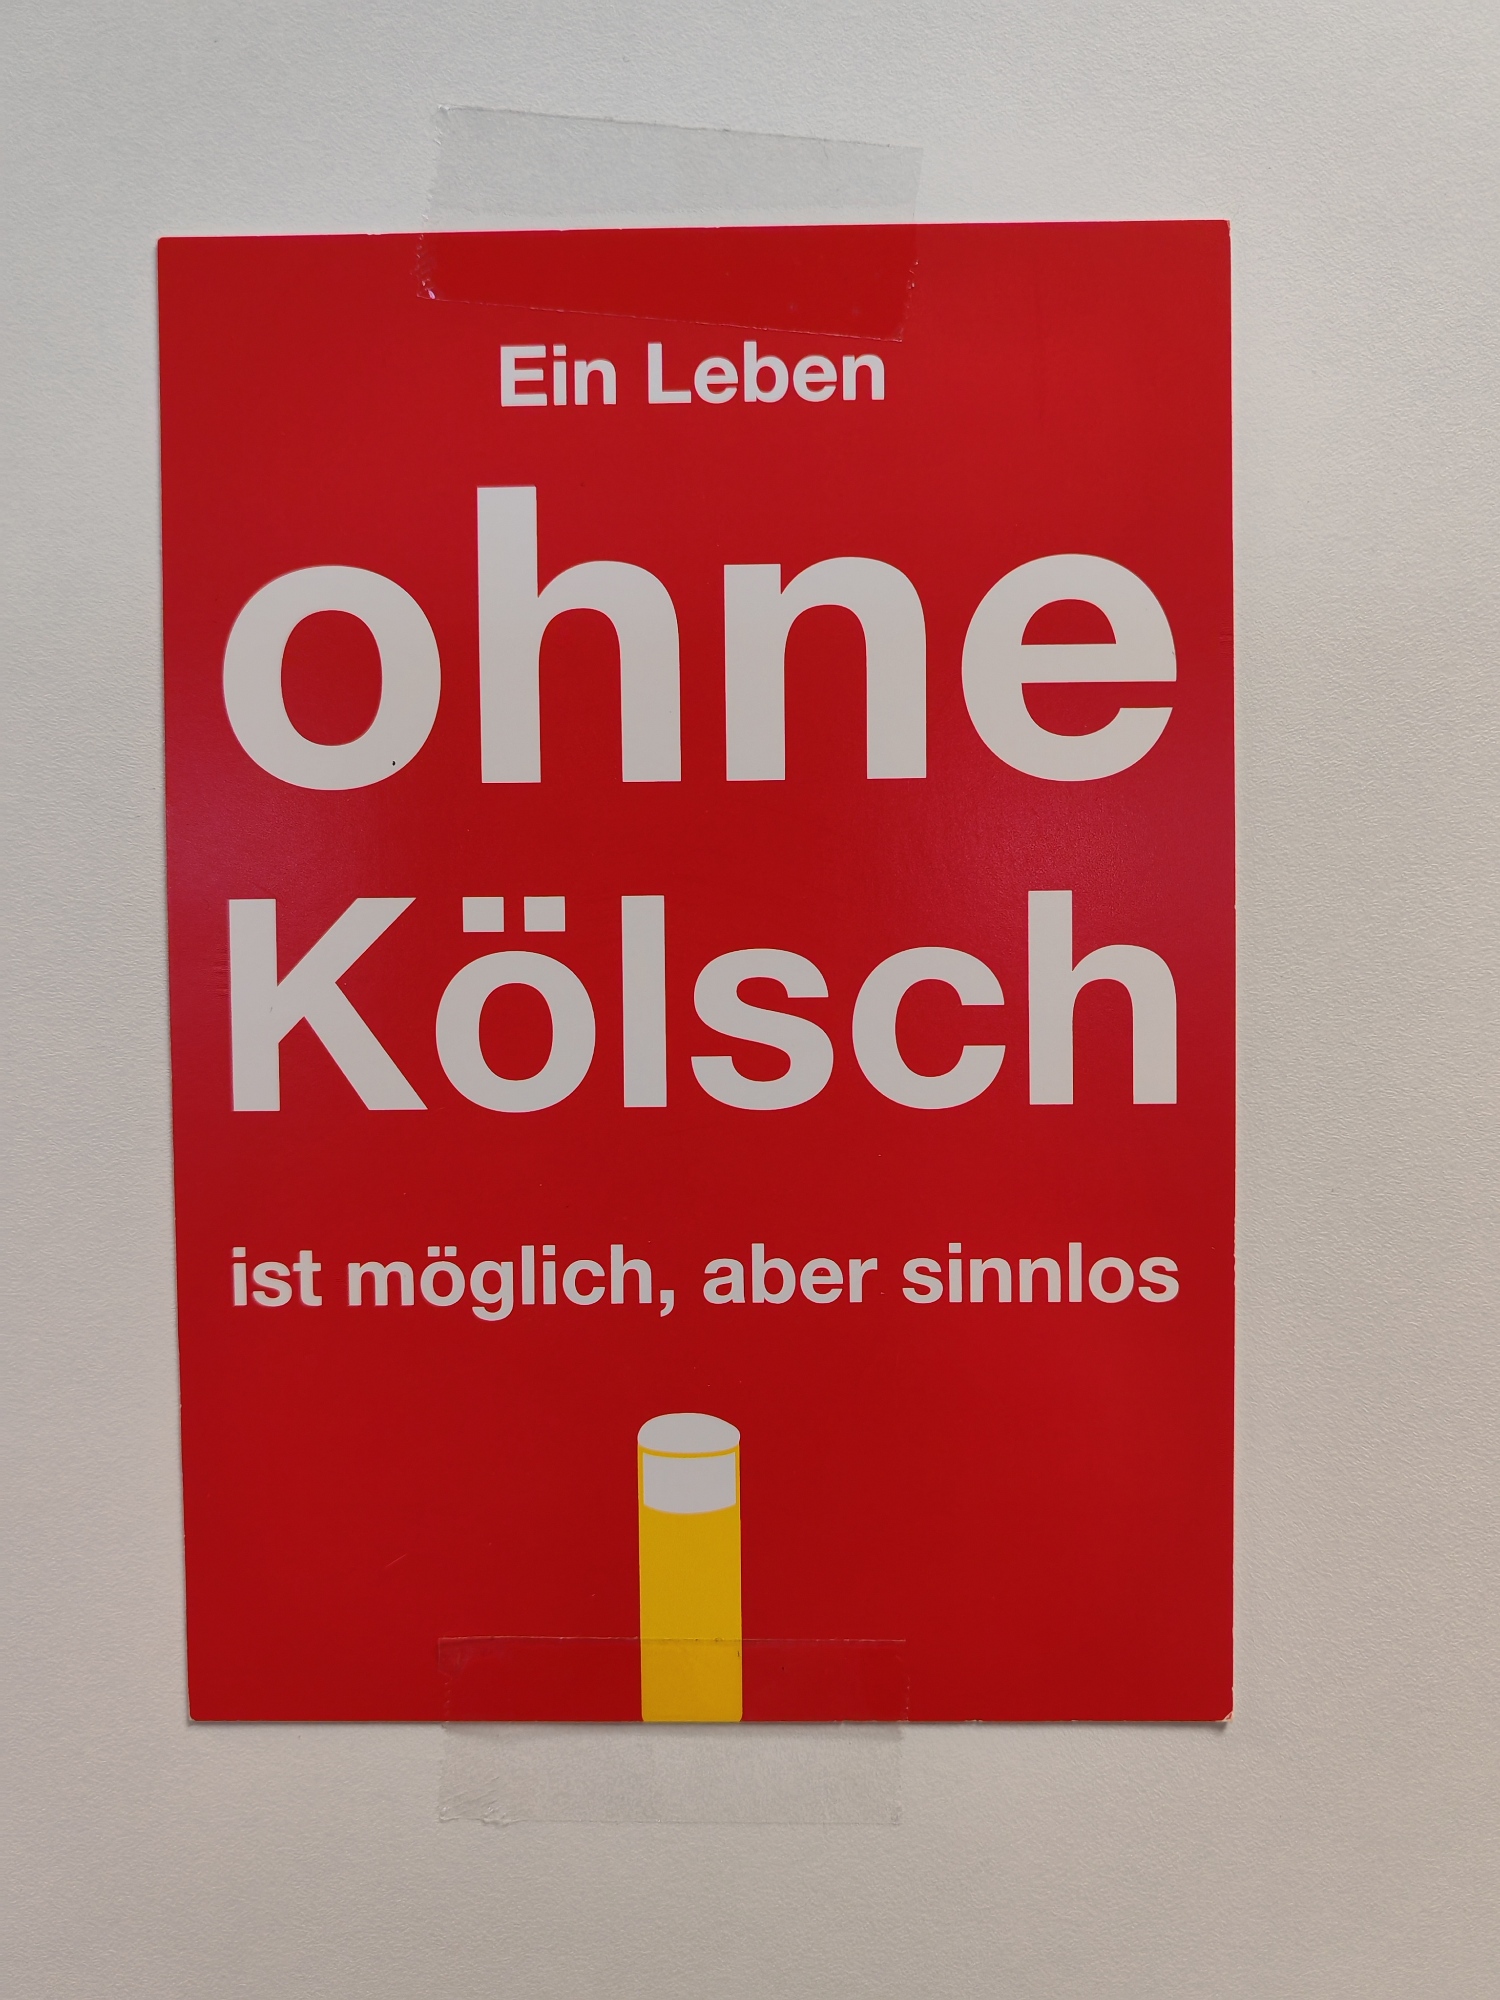 Ein Leben
ohne
Kölsch
ist möglich, aber sinnlos